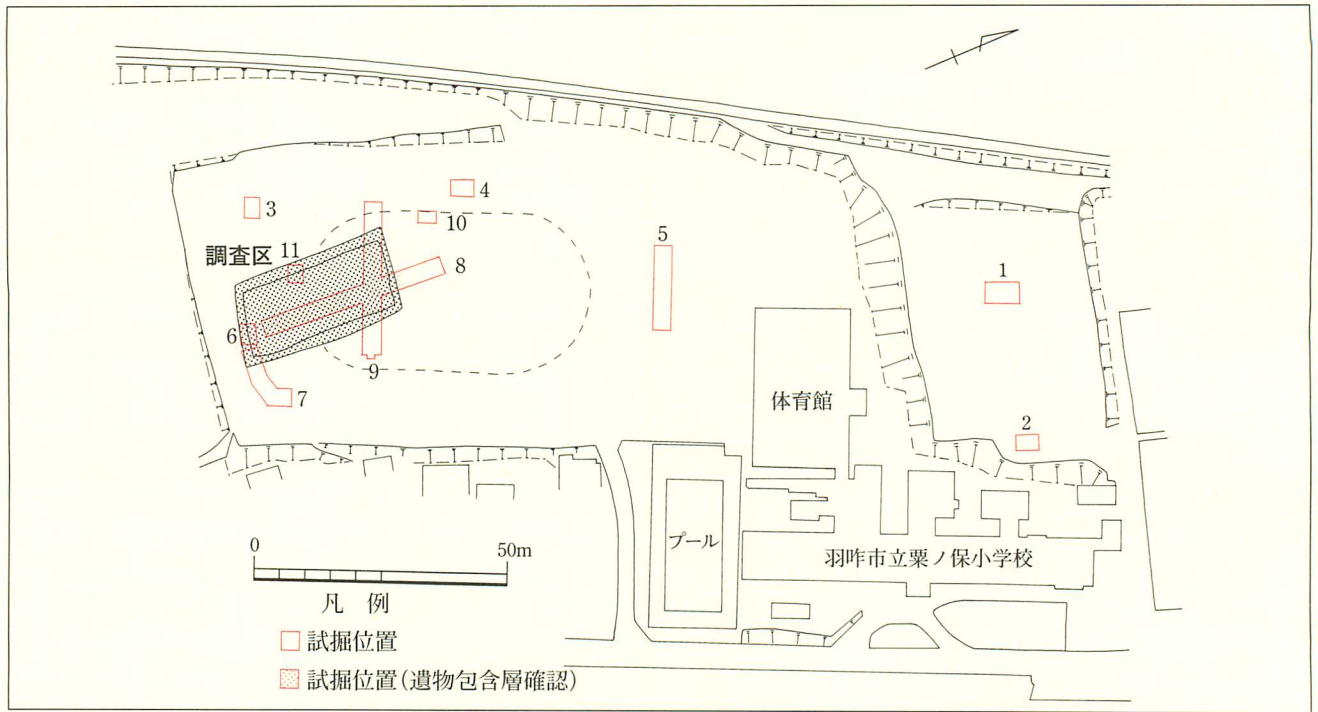 3
4
10
5
調査区
11
8
1
6
9
7
2
体育館
プール
羽咋市立粟ノ保小学校
0
50m
凡 例
試掘位置
試掘位置(遺物包含層確認)